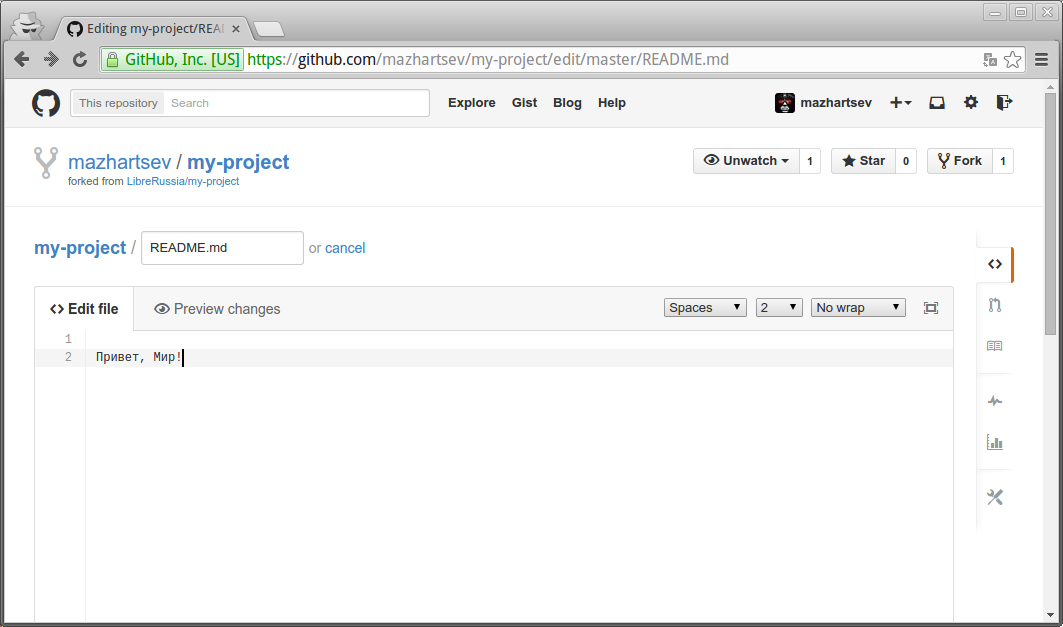 Editing my-project/REA
GitHub, Inc. [US] https://github.com/mazhartsev/my-project/edit/master/README.md
This repository Search Explore Gist Blog Help mazhartsev
mazhartsev / my-project Unwatch 1 Star 0 Fork 1
forked from LibreRussia/my-project
my-project / README.md or cancel
Edit file Preview changes Spaces 2 No wrap
1
2 Привет, Мир!